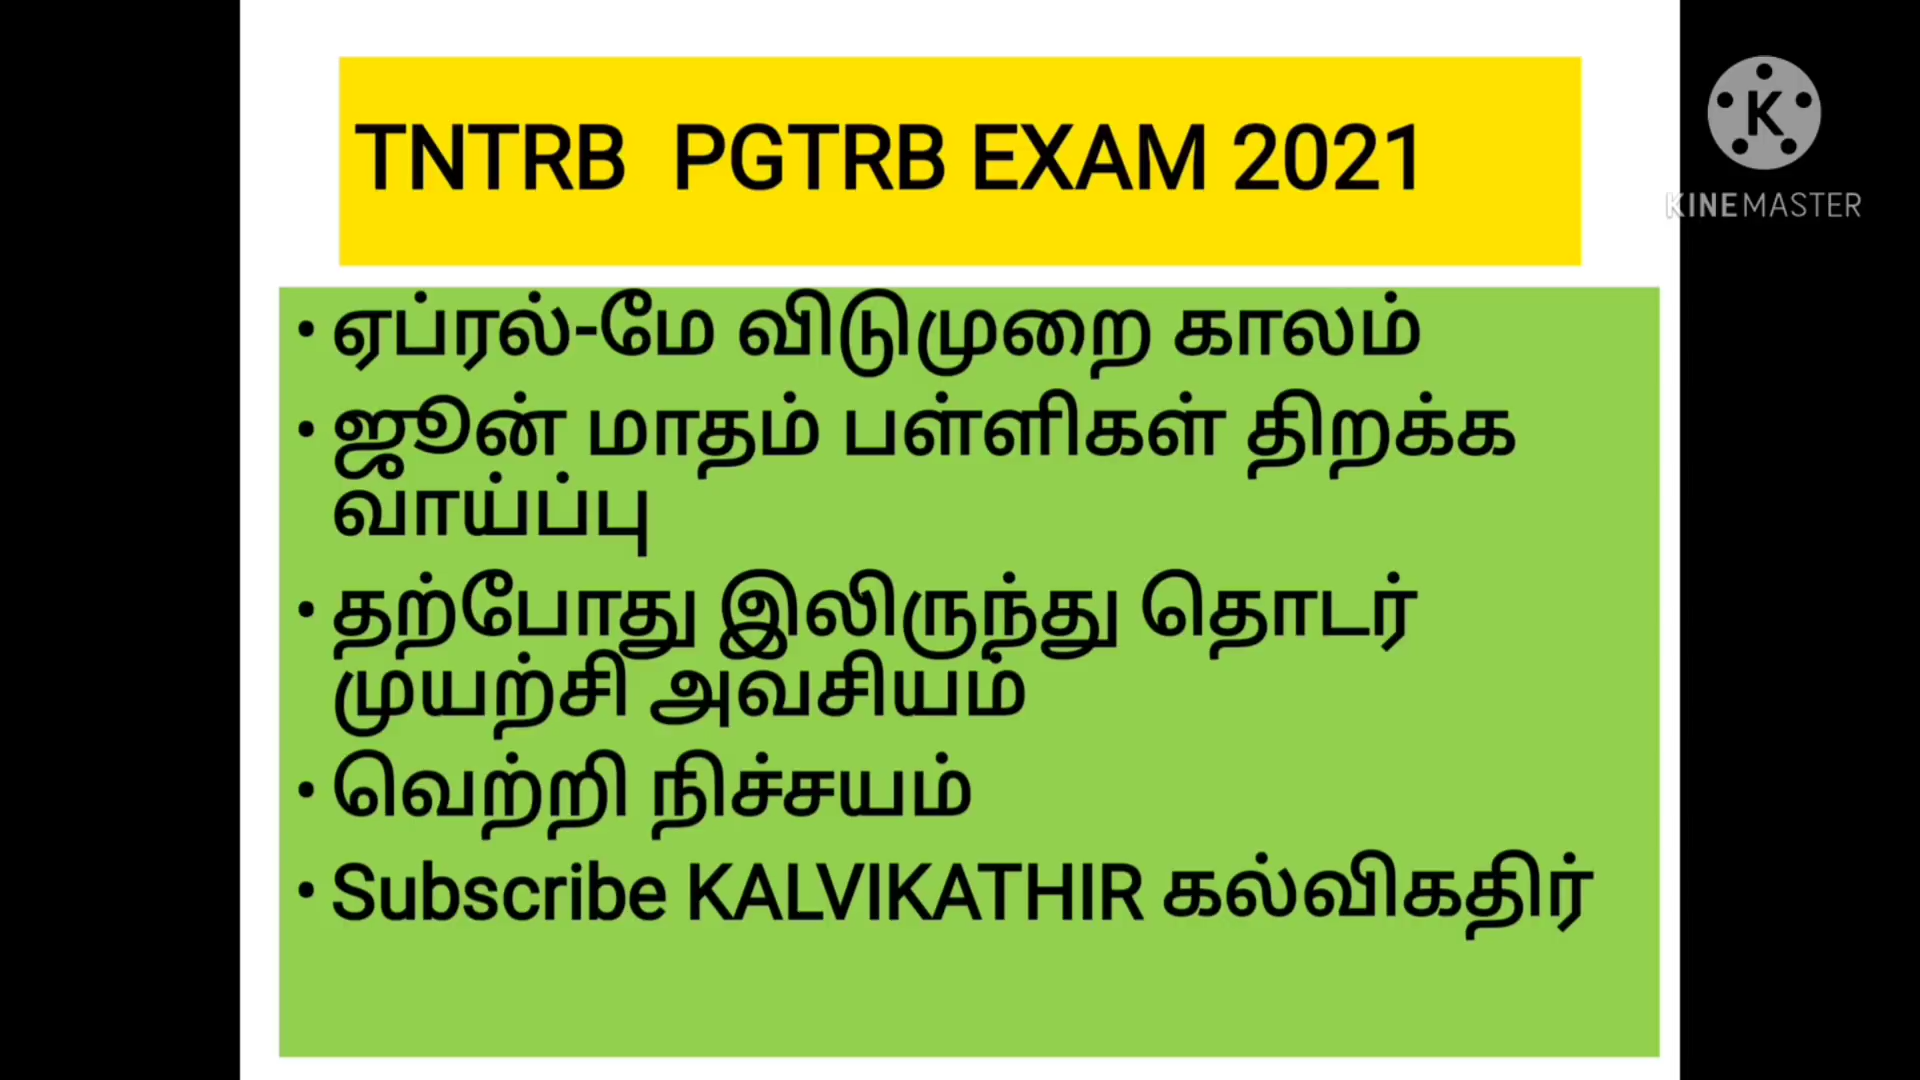 TNTRB PGTRB EXAM 2021
KINEMASTER
• ஏப்ரல்-மே விடுமுறை காலம்
• ஜூன் மாதம் பள்ளிகள் திறக்க
வாய்ப்பு
• தற்போது இலிருந்து தொடர்
முயற்சி அவசியம்
• வெற்றி நிச்சயம்
• Subscribe KALVIKATHIR கல்விகதிர்